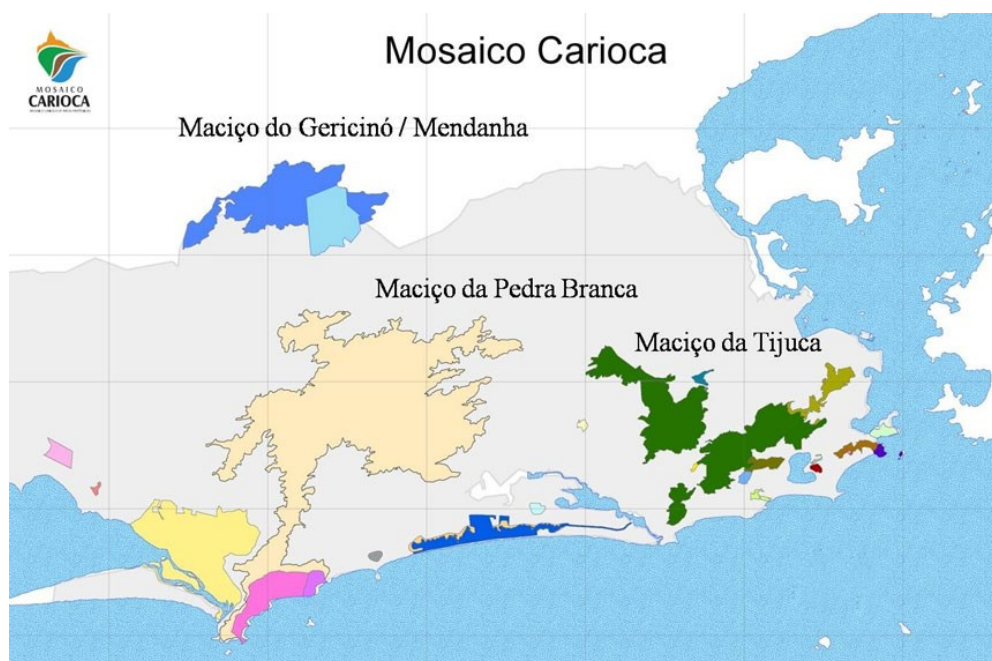 Mosaico Carioca
MOSAICO
CARIOCA
Maciço do Gericinó / Mendanha
Maciço da Pedra Branca
Maciço da Tijuca